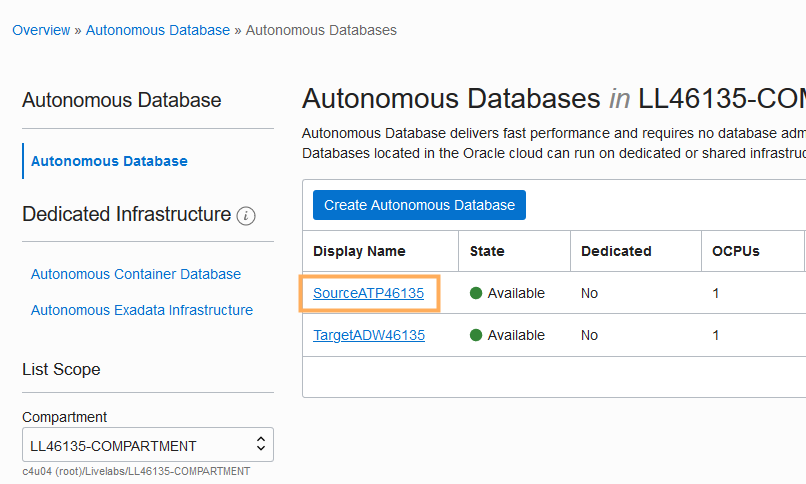 Overview » Autonomous Database » Autonomous Databases
Autonomous Database
Autonomous Database
Dedicated Infrastructure i
Autonomous Container Database
Autonomous Exadata Infrastructure
List Scope
Compartment
LL46135-COMPARTMENT
c4u04 (root)/Livelabs/LL46135-COMPARTMENT
Autonomous Databases in LL46135-COM
Autonomous Database delivers fast performance and requires no database adm
Databases located in the Oracle cloud can run on dedicated or shared infrastruc
Create Autonomous Database
Display Name State Dedicated OCPUs
SourceATP46135 Available No 1
TargetADW46135 Available No 1